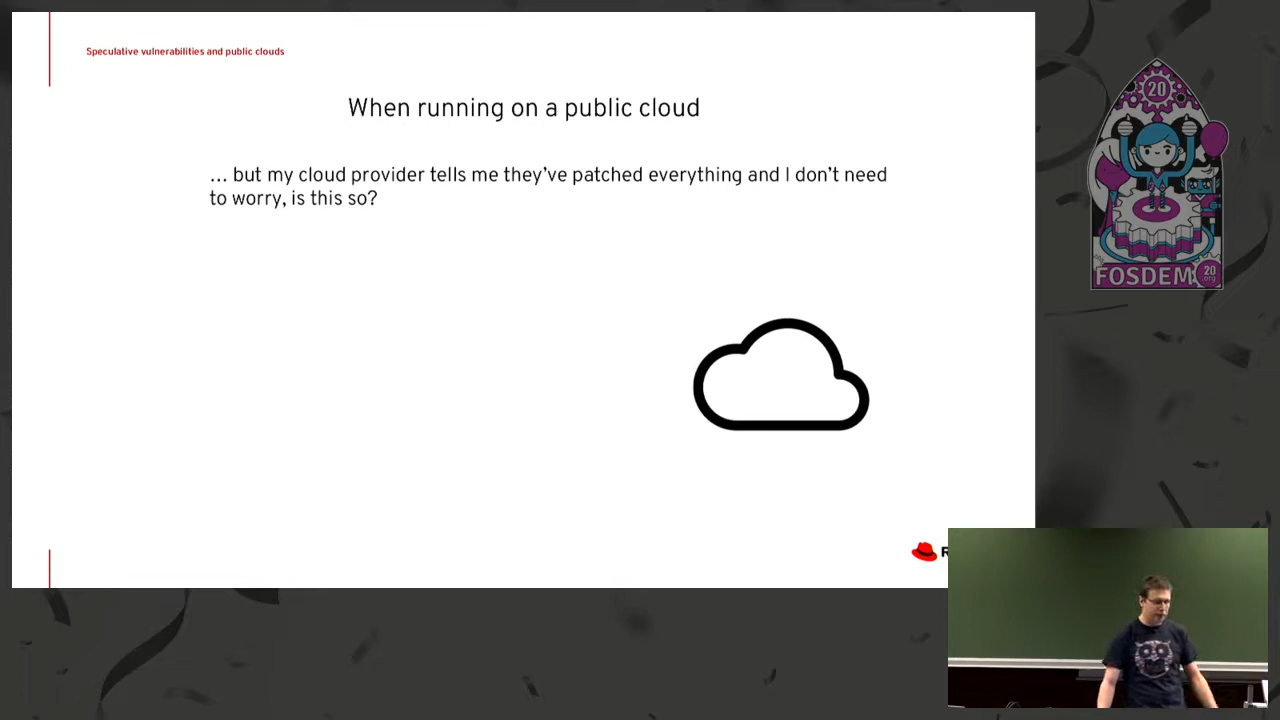 Speculative vulnerabilities and public clouds
When running on a public cloud
… but my cloud provider tells me they’ve patched everything and I don’t need
to worry, is this so?
20
FOSDEM
20
.org